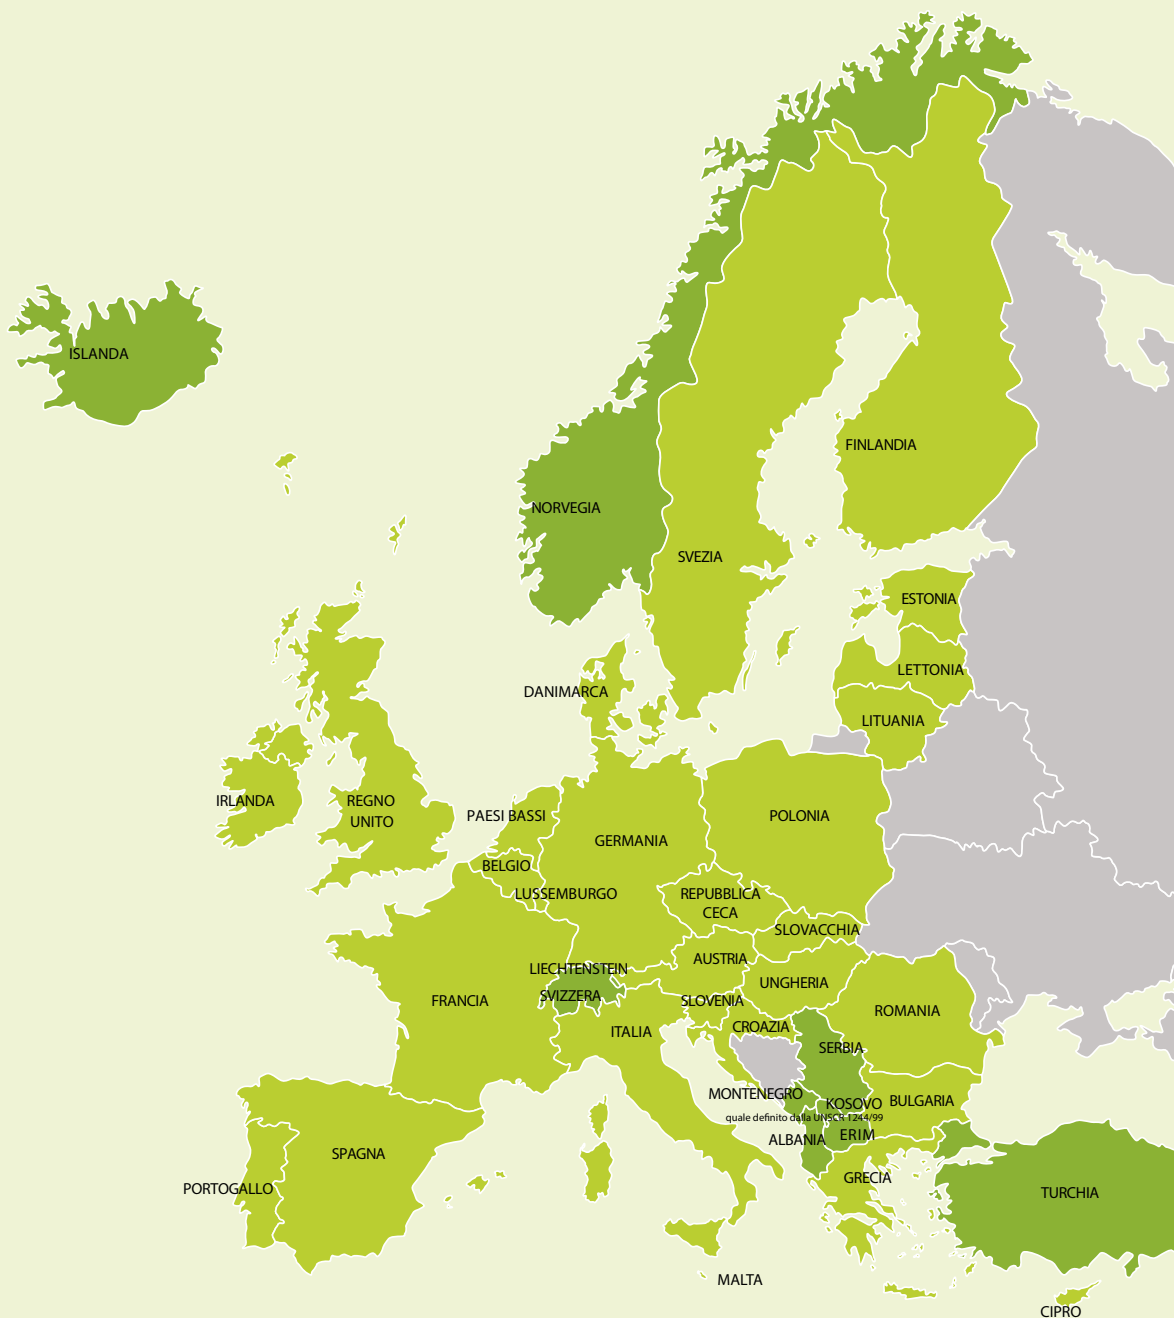 ISLANDA
FINLANDIA
NORVEGIA
SVEZIA
ESTONIA
LETTONIA
DANIMARCA
LITUANIA
IRLANDA
REGNO
UNITO
PAESI BASSI
POLONIA
GERMANIA
BELGIO
LUSSEMBURGO
REPUBBLICA
CECA
SLOVACCHIA
AUSTRIA
LIECHTENSTEIN
UNGHERIA
SVIZZERA
FRANCIA
SLOVENIA
ROMANIA
CROAZIA
ITALIA
SERBIA
MONTENEGRO
KOSOVO
BULGARIA
quale definito dalla UNSCR 1244/99
ERIM
ALBANIA
SPAGNA
GRECIA
PORTOGALLO
TURCHIA
MALTA
CIPRO